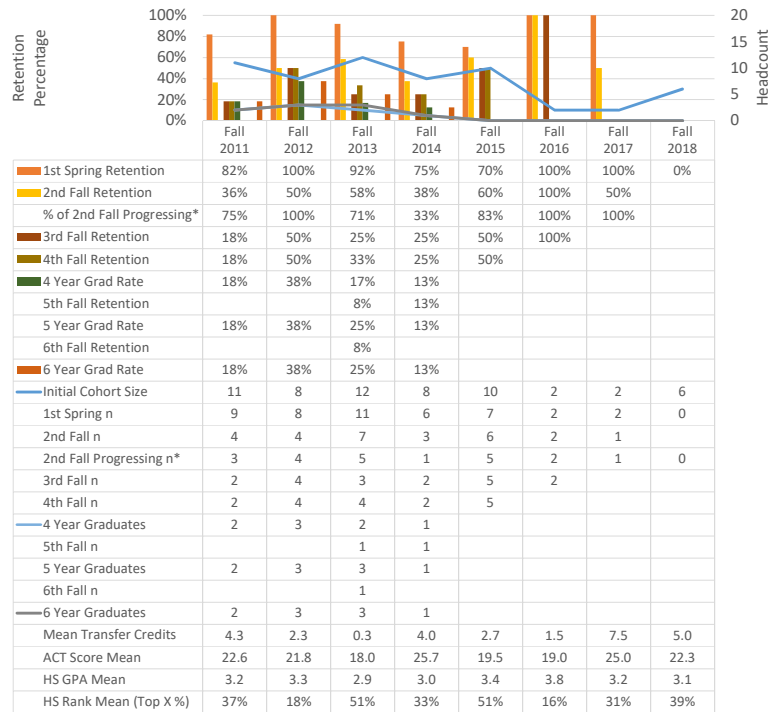 Retention
Percentage
100%
80%
60%
40%
20%
0%
20
15
10
5
0
Headcount
Fall 2011 Fall 2012 Fall 2013 Fall 2014 Fall 2015 Fall 2016 Fall 2017 Fall 2018
1st Spring Retention 82% 100% 92% 75% 70% 100% 100% 0%
2nd Fall Retention 36% 50% 58% 38% 60% 100% 50%
% of 2nd Fall Progressing* 75% 100% 71% 33% 83% 100% 100%
3rd Fall Retention 18% 50% 25% 25% 50% 100%
4th Fall Retention 18% 50% 33% 25% 50%
4 Year Grad Rate 18% 38% 17% 13%
5th Fall Retention 8% 13%
5 Year Grad Rate 18% 38% 25% 13%
6th Fall Retention 8%
6 Year Grad Rate 18% 38% 25% 13%
Initial Cohort Size 11 8 12 8 10 2 2 6
1st Spring n 9 8 11 6 7 2 2 0
2nd Fall n 4 4 7 3 6 2 1
2nd Fall Progressing n* 3 4 5 1 5 2 1 0
3rd Fall n 2 4 3 2 5 2
4th Fall n 2 4 4 2 5
4 Year Graduates 2 3 2 1
5th Fall n 1 1
5 Year Graduates 2 3 3 1
6th Fall n 1
6 Year Graduates 2 3 3 1
Mean Transfer Credits 4.3 2.3 0.3 4.0 2.7 1.5 7.5 5.0
ACT Score Mean 22.6 21.8 18.0 25.7 19.5 19.0 25.0 22.3
HS GPA Mean 3.2 3.3 2.9 3.0 3.4 3.8 3.2 3.1
HS Rank Mean (Top X %) 37% 18% 51% 33% 51% 16% 31% 39%